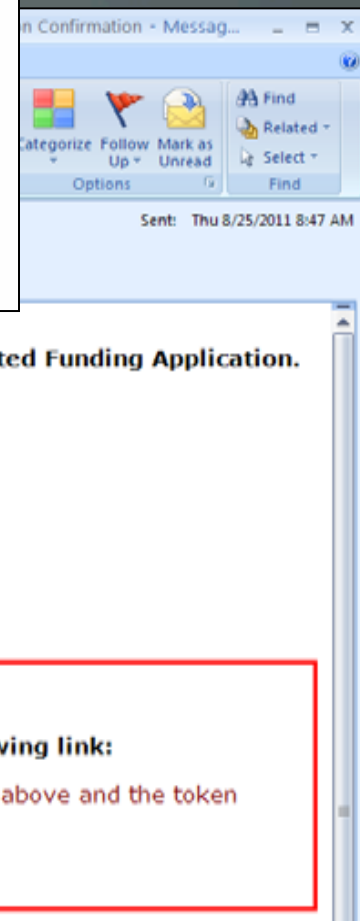 n Confirmation - Messag...
Find
Related
Categorize Follow Up Mark as Unread
Select
Options
Find
Sent: Thu 8/25/2011 8:47 AM
ted Funding Application.
wing link:
above and the token